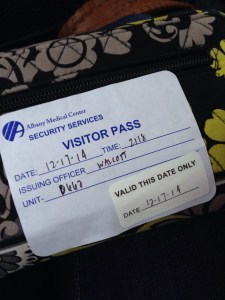 Albany Medical Center
SECURITY SERVICES
VISITOR PASS
DATE: 12-17-14 TIME: 2118
ISSUING OFFICER WALCOTT
UNIT-
VALID THIS DATE ONLY
DATE 12-17-14